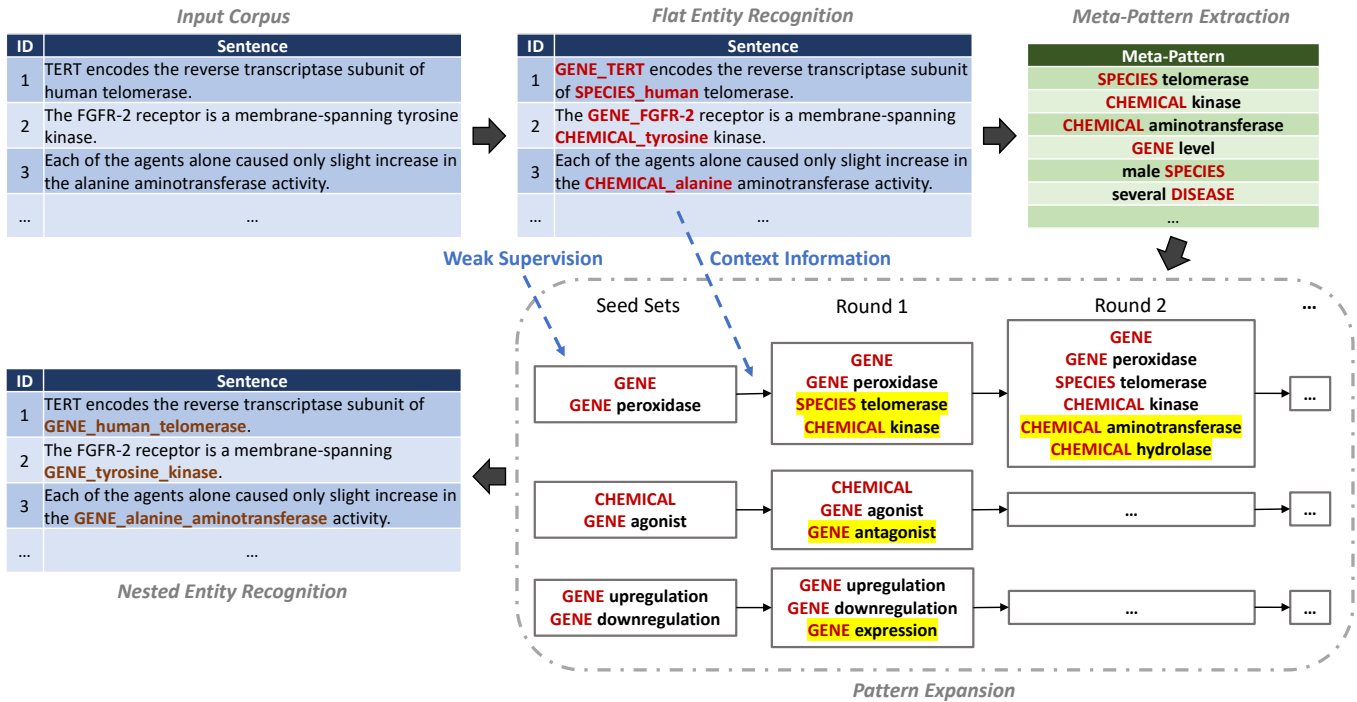 Input Corpus
ID Sentence
1 TERT encodes the reverse transcriptase subunit of
human telomerase.
2 The FGFR-2 receptor is a membrane-spanning tyrosine
kinase.
3 Each of the agents alone caused only slight increase in
the alanine aminotransferase activity.
... ...
Flat Entity Recognition
ID Sentence
1 GENE_TERT encodes the reverse transcriptase subunit
of SPECIES_human telomerase.
2 The GENE_FGFR-2 receptor is a membrane-spanning
CHEMICAL_tyrosine kinase.
3 Each of the agents alone caused only slight increase in
the CHEMICAL_alanine aminotransferase activity.
... ...
Meta-Pattern Extraction
Meta-Pattern
SPECIES telomerase
CHEMICAL kinase
CHEMICAL aminotransferase
GENE level
male SPECIES
several DISEASE
...
Weak Supervision
Context Information
Seed Sets
Round 1
Round 2
...
GENE
GENE peroxidase
GENE
GENE peroxidase
SPECIES telomerase
CHEMICAL kinase
GENE
GENE peroxidase
SPECIES telomerase
CHEMICAL kinase
CHEMICAL aminotransferase
CHEMICAL hydrolase
...
CHEMICAL
GENE agonist
CHEMICAL
GENE agonist
GENE antagonist
...
...
GENE upregulation
GENE downregulation
GENE upregulation
GENE downregulation
GENE expression
...
...
Pattern Expansion
ID Sentence
1 TERT encodes the reverse transcriptase subunit of
GENE_human_telomerase.
2 The FGFR-2 receptor is a membrane-spanning
GENE_tyrosine_kinase.
3 Each of the agents alone caused only slight increase in
the GENE_alanine_aminotransferase activity.
... ...
Nested Entity Recognition